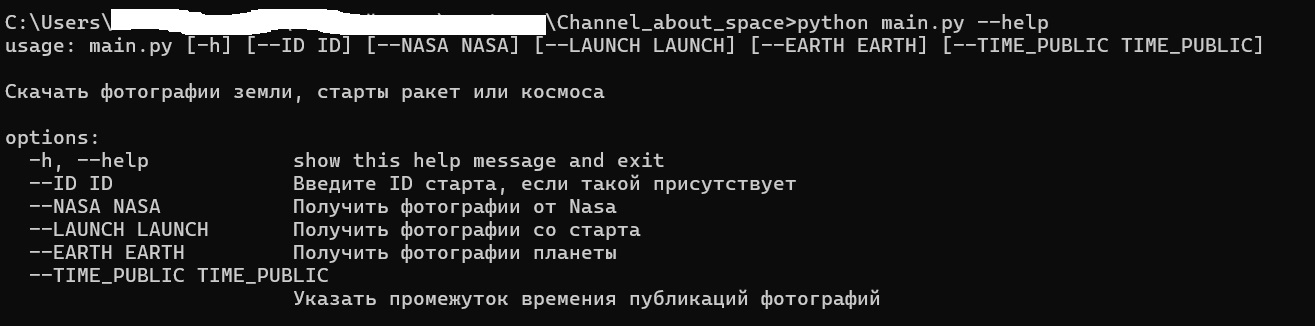 C:\Users\ \Channel_about_space>python main.py --help
usage: main.py [-h] [--ID ID] [--NASA NASA] [--LAUNCH LAUNCH] [--EARTH EARTH] [--TIME_PUBLIC TIME_PUBLIC]
Скачать фотографии земли, старты ракет или космоса
options:
-h, --help show this help message and exit
--ID ID Введите ID старта, если такой присутствует
--NASA NASA Получить фотографии от Nasa
--LAUNCH LAUNCH Получить фотографии со старта
--EARTH EARTH Получить фотографии планеты
--TIME_PUBLIC TIME_PUBLIC
Указать промежуток времени публикаций фотографий